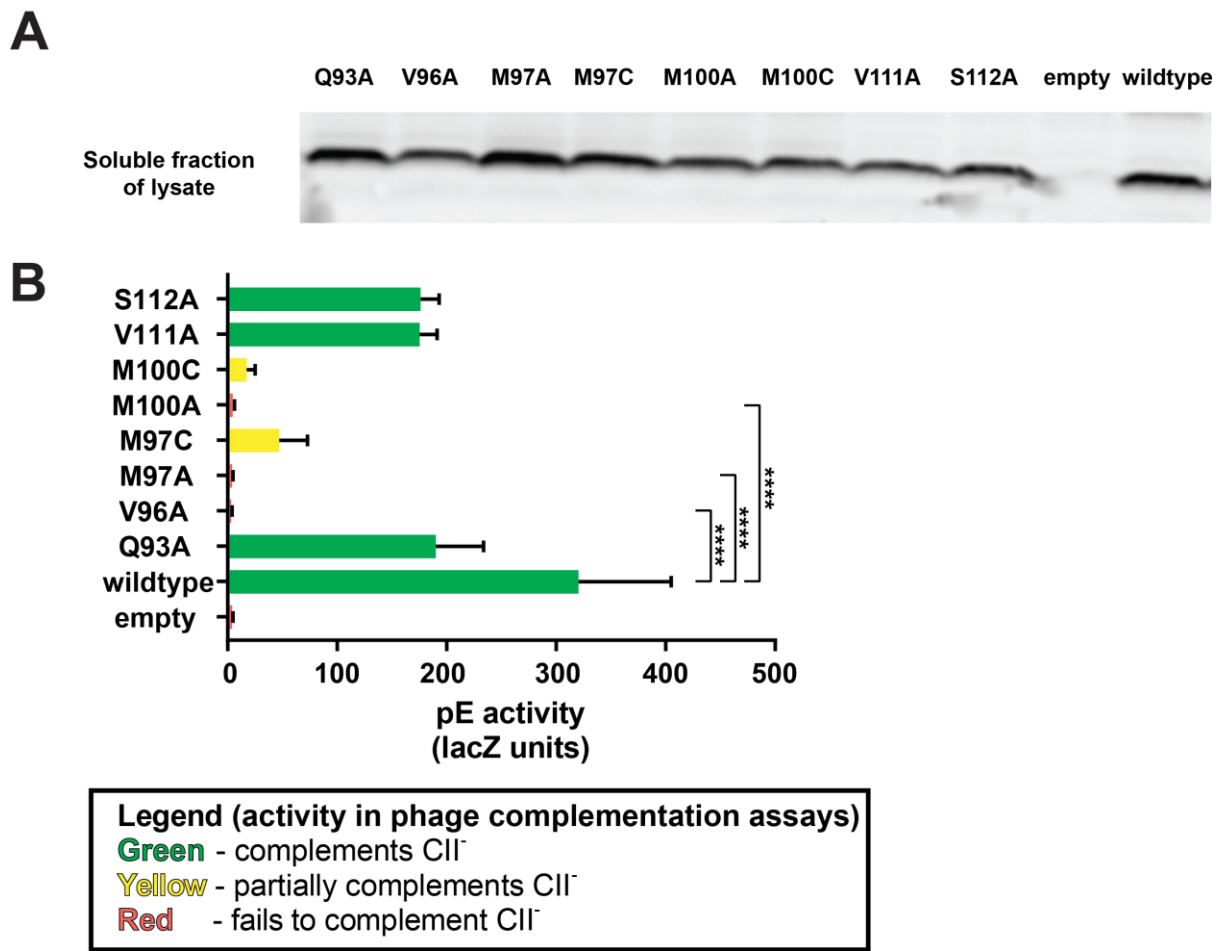 A
Q93A V96A M97A M97C M100A M100C V111A S112A empty wildtype
Soluble fraction
of lysate
B
S112A
V111A
M100C
M100A
M97C
M97A
V96A
Q93A
wildtype
empty
****
****
****
0 100 200 300 400 500
pE activity
(lacZ units)
Legend (activity in phage complementation assays)
Green - complements CII⁻
Yellow - partially complements CII⁻
Red - fails to complement CII⁻